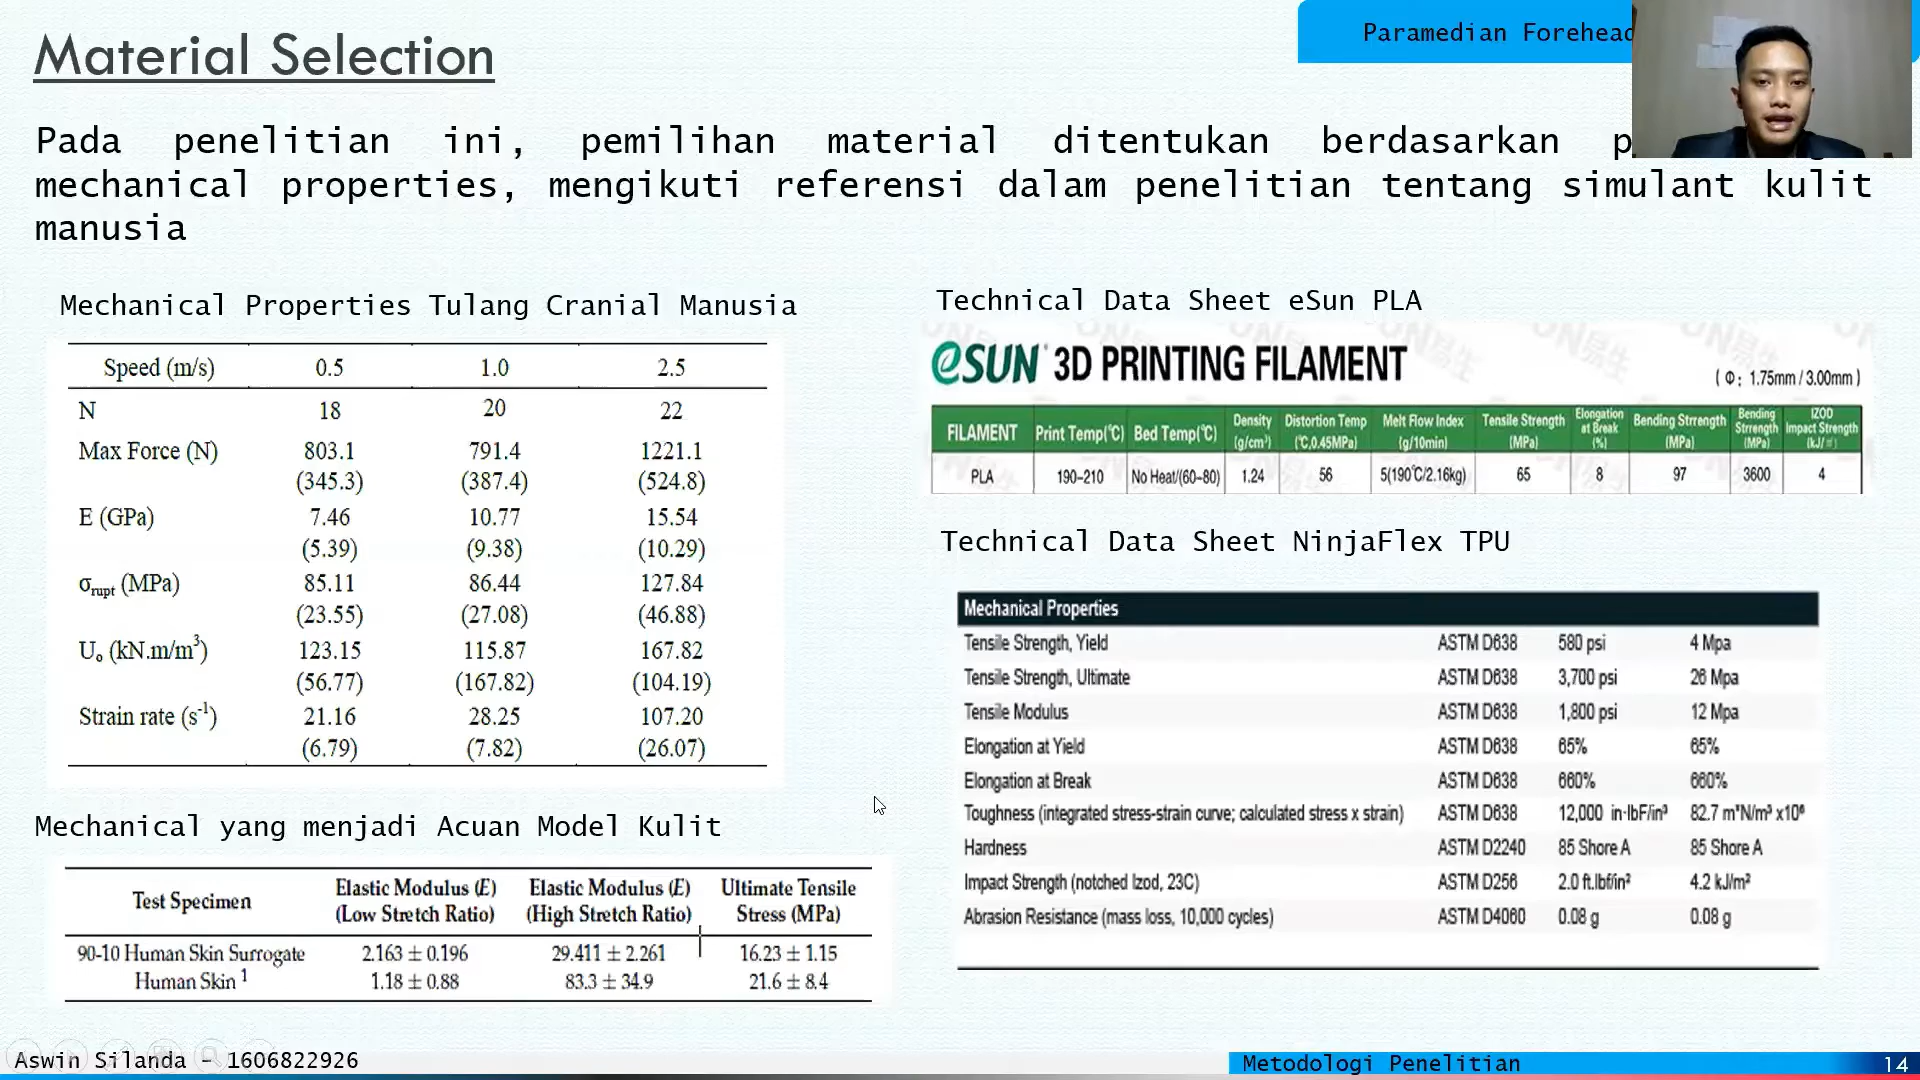 Material Selection
Paramedian Forehead
Pada penelitian ini, pemilihan material ditentukan berdasarkan
mechanical properties, mengikuti referensi dalam penelitian tentang simulant kulit
manusia
Mechanical Properties Tulang Cranial Manusia
Speed (m/s) 0.5 1.0 2.5
N 18 20 22
Max Force (N) 803.1 791.4 1221.1
(345.3) (387.4) (524.8)
E (GPa) 7.46 10.77 15.54
(5.39) (9.38) (10.29)
σrupt (MPa) 85.11 86.44 127.84
(23.55) (27.08) (46.88)
Uo (kN.m/m³) 123.15 115.87 167.82
(56.77) (167.82) (104.19)
Strain rate (s⁻¹) 21.16 28.25 107.20
(6.79) (7.82) (26.07)
Mechanical yang menjadi Acuan Model Kulit
Test Specimen Elastic Modulus (E) (Low Stretch Ratio) Elastic Modulus (E) (High Stretch Ratio) Ultimate Tensile Stress (MPa)
90-10 Human Skin Surrogate 2.163 ± 0.196 29.411 ± 2.261 16.23 ± 1.15
Human Skin ¹ 1.18 ± 0.88 83.3 ± 34.9 21.6 ± 8.4
Technical Data Sheet eSun PLA
eSUN 3D PRINTING FILAMENT
( Φ: 1.75mm / 3.00mm )
FILAMENT Print Temp(℃) Bed Temp(℃) Density (g/cm³) Distortion Temp (℃,0.45MPa) Melt Flow Index (g/10min) Tensile Strength (MPa) Elongation at Break (%) Bending Strrength (MPa) Bending Strength (MPa) IZOD Impact Strength (kJ/㎡)
PLA 190–210 No Heat/(60–80) 1.24 56 5(190℃/2.16kg) 65 8 97 3600 4
Technical Data Sheet NinjaFlex TPU
Mechanical Properties
Tensile Strength, Yield ASTM D638 580 psi 4 Mpa
Tensile Strength, Ultimate ASTM D638 3,700 psi 26 Mpa
Tensile Modulus ASTM D638 1,800 psi 12 Mpa
Elongation at Yield ASTM D638 65% 65%
Elongation at Break ASTM D638 660% 660%
Toughness (integrated stress-strain curve; calculated stress x strain) ASTM D638 12,000 in·lbF/in³ 82.7 m*N/m³ x10⁶
Hardness ASTM D2240 85 Shore A 85 Shore A
Impact Strength (notched Izod, 23C) ASTM D256 2.0 ft.lbf/in² 4.2 kJ/m²
Abrasion Resistance (mass loss, 10,000 cycles) ASTM D4060 0.08 g 0.08 g
Aswin Silanda - 1606822926
Metodologi Penelitian
14